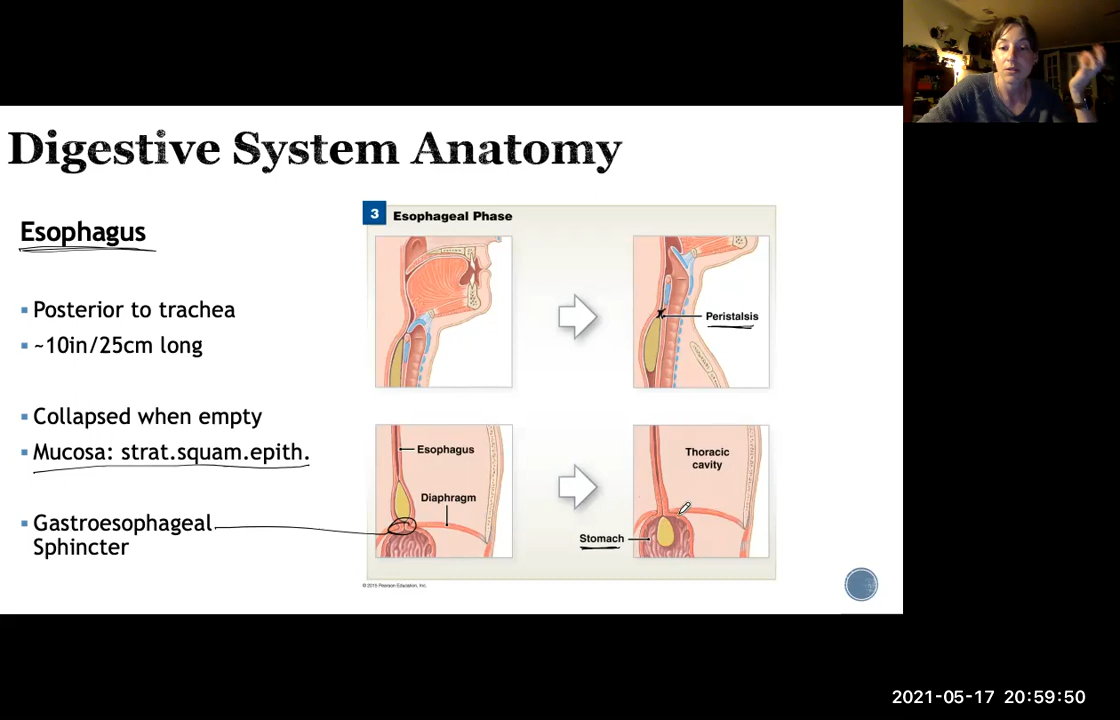 Digestive System Anatomy
Esophagus
▪ Posterior to trachea
▪ ~10in/25cm long
▪ Collapsed when empty
▪ Mucosa: strat.squam.epith.
▪ Gastroesophageal
Sphincter
3 Esophageal Phase
Peristalsis
Esophagus
Diaphragm
Thoracic
cavity
Stomach
© 2015 Pearson Education, Inc.
2021-05-17 20:59:50